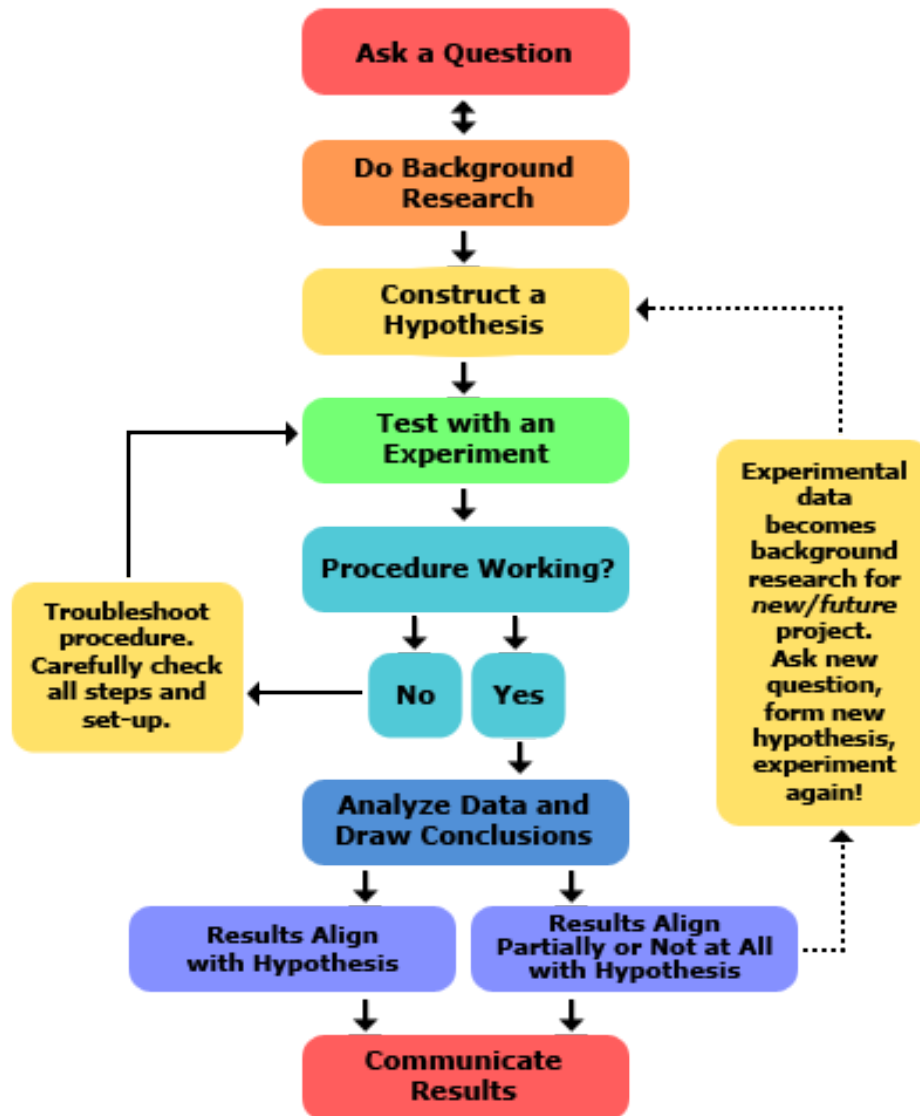 Ask a Question
Do Background
Research
Construct a
Hypothesis
Test with an
Experiment
Procedure Working?
No
Yes
Troubleshoot
procedure.
Carefully check
all steps and
set-up.
Experimental
data
becomes
background
research for
new/future
project.
Ask new
question,
form new
hypothesis,
experiment
again!
Analyze Data and
Draw Conclusions
Results Align
with Hypothesis
Results Align
Partially or Not at All
with Hypothesis
Communicate
Results